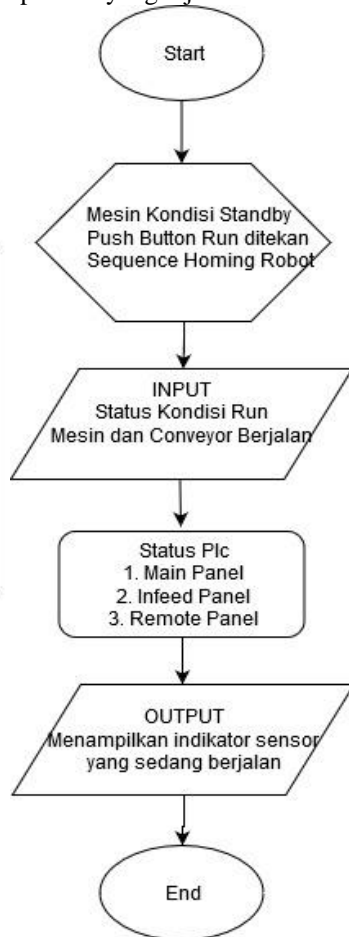 Start
Mesin Kondisi Standby
Push Button Run ditekan
Sequence Homing Robot
INPUT
Status Kondisi Run
Mesin dan Conveyor Berjalan
Status Plc
1. Main Panel
2. Infeed Panel
3. Remote Panel
OUTPUT
Menampilkan indikator sensor
yang sedang berjalan
End